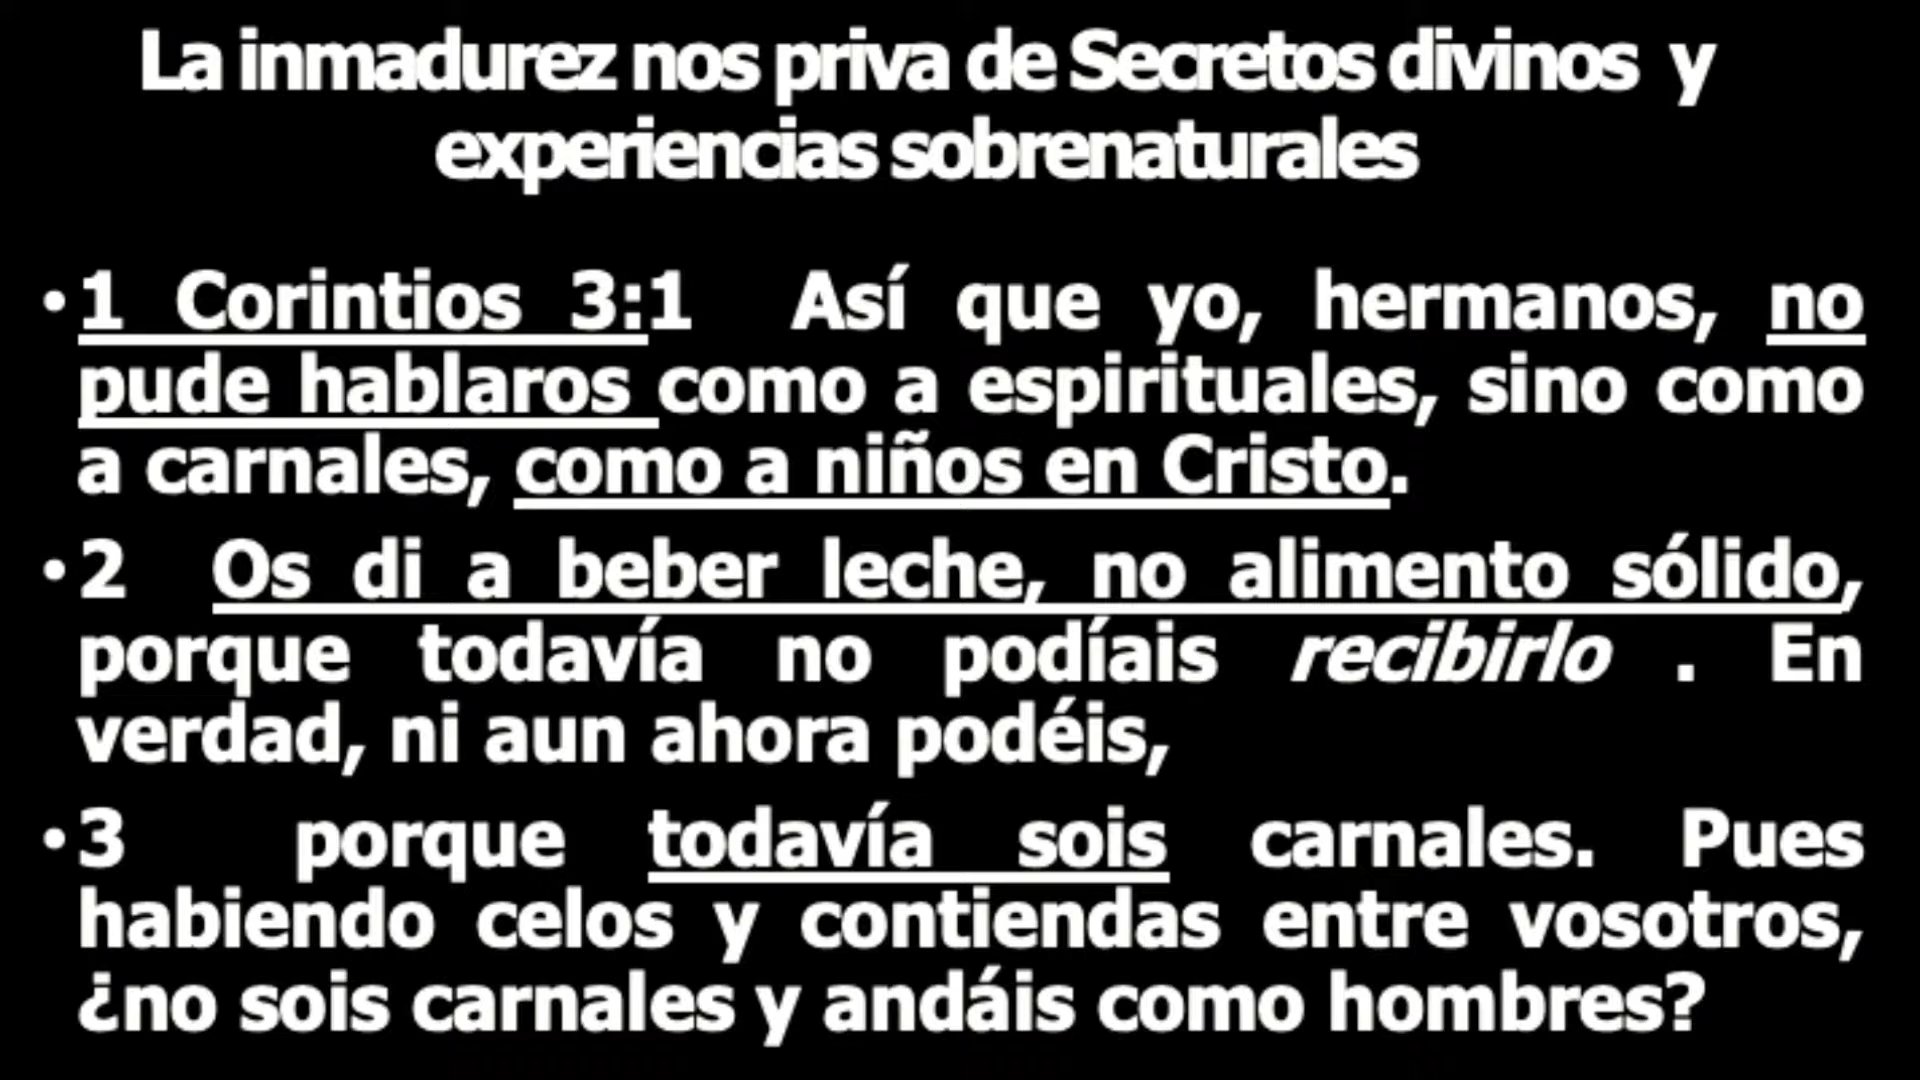 La inmadurez nos priva de Secretos divinos y
experiencias sobrenaturales
•1 Corintios 3:1 Así que yo, hermanos, no
pude hablaros como a espirituales, sino como
a carnales, como a niños en Cristo.
•2 Os di a beber leche, no alimento sólido,
porque todavía no podíais recibirlo . En
verdad, ni aun ahora podéis,
•3 porque todavía sois carnales. Pues
habiendo celos y contiendas entre vosotros,
¿no sois carnales y andáis como hombres?